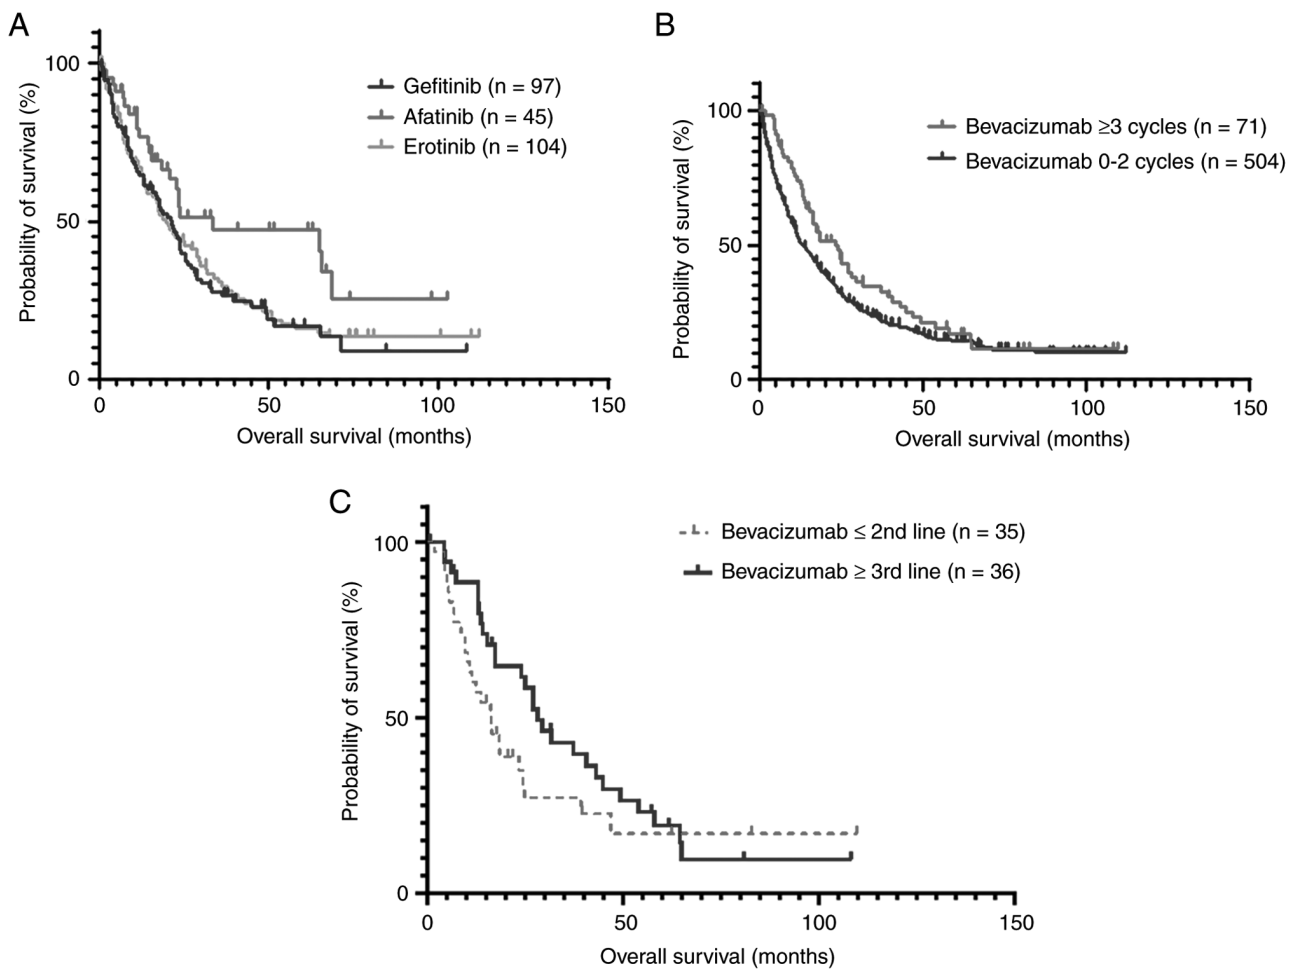 A
Probability of survival (%)
100
50
0
Gefitinib (n = 97)
Afatinib (n = 45)
Erotinib (n = 104)
0 50 100 150
Overall survival (months)
B
Probability of survival (%)
100
50
0
Bevacizumab ≥3 cycles (n = 71)
Bevacizumab 0-2 cycles (n = 504)
0 50 100 150
Overall survival (months)
C
Probability of survival (%)
100
50
0
Bevacizumab ≤ 2nd line (n = 35)
Bevacizumab ≥ 3rd line (n = 36)
0 50 100 150
Overall survival (months)